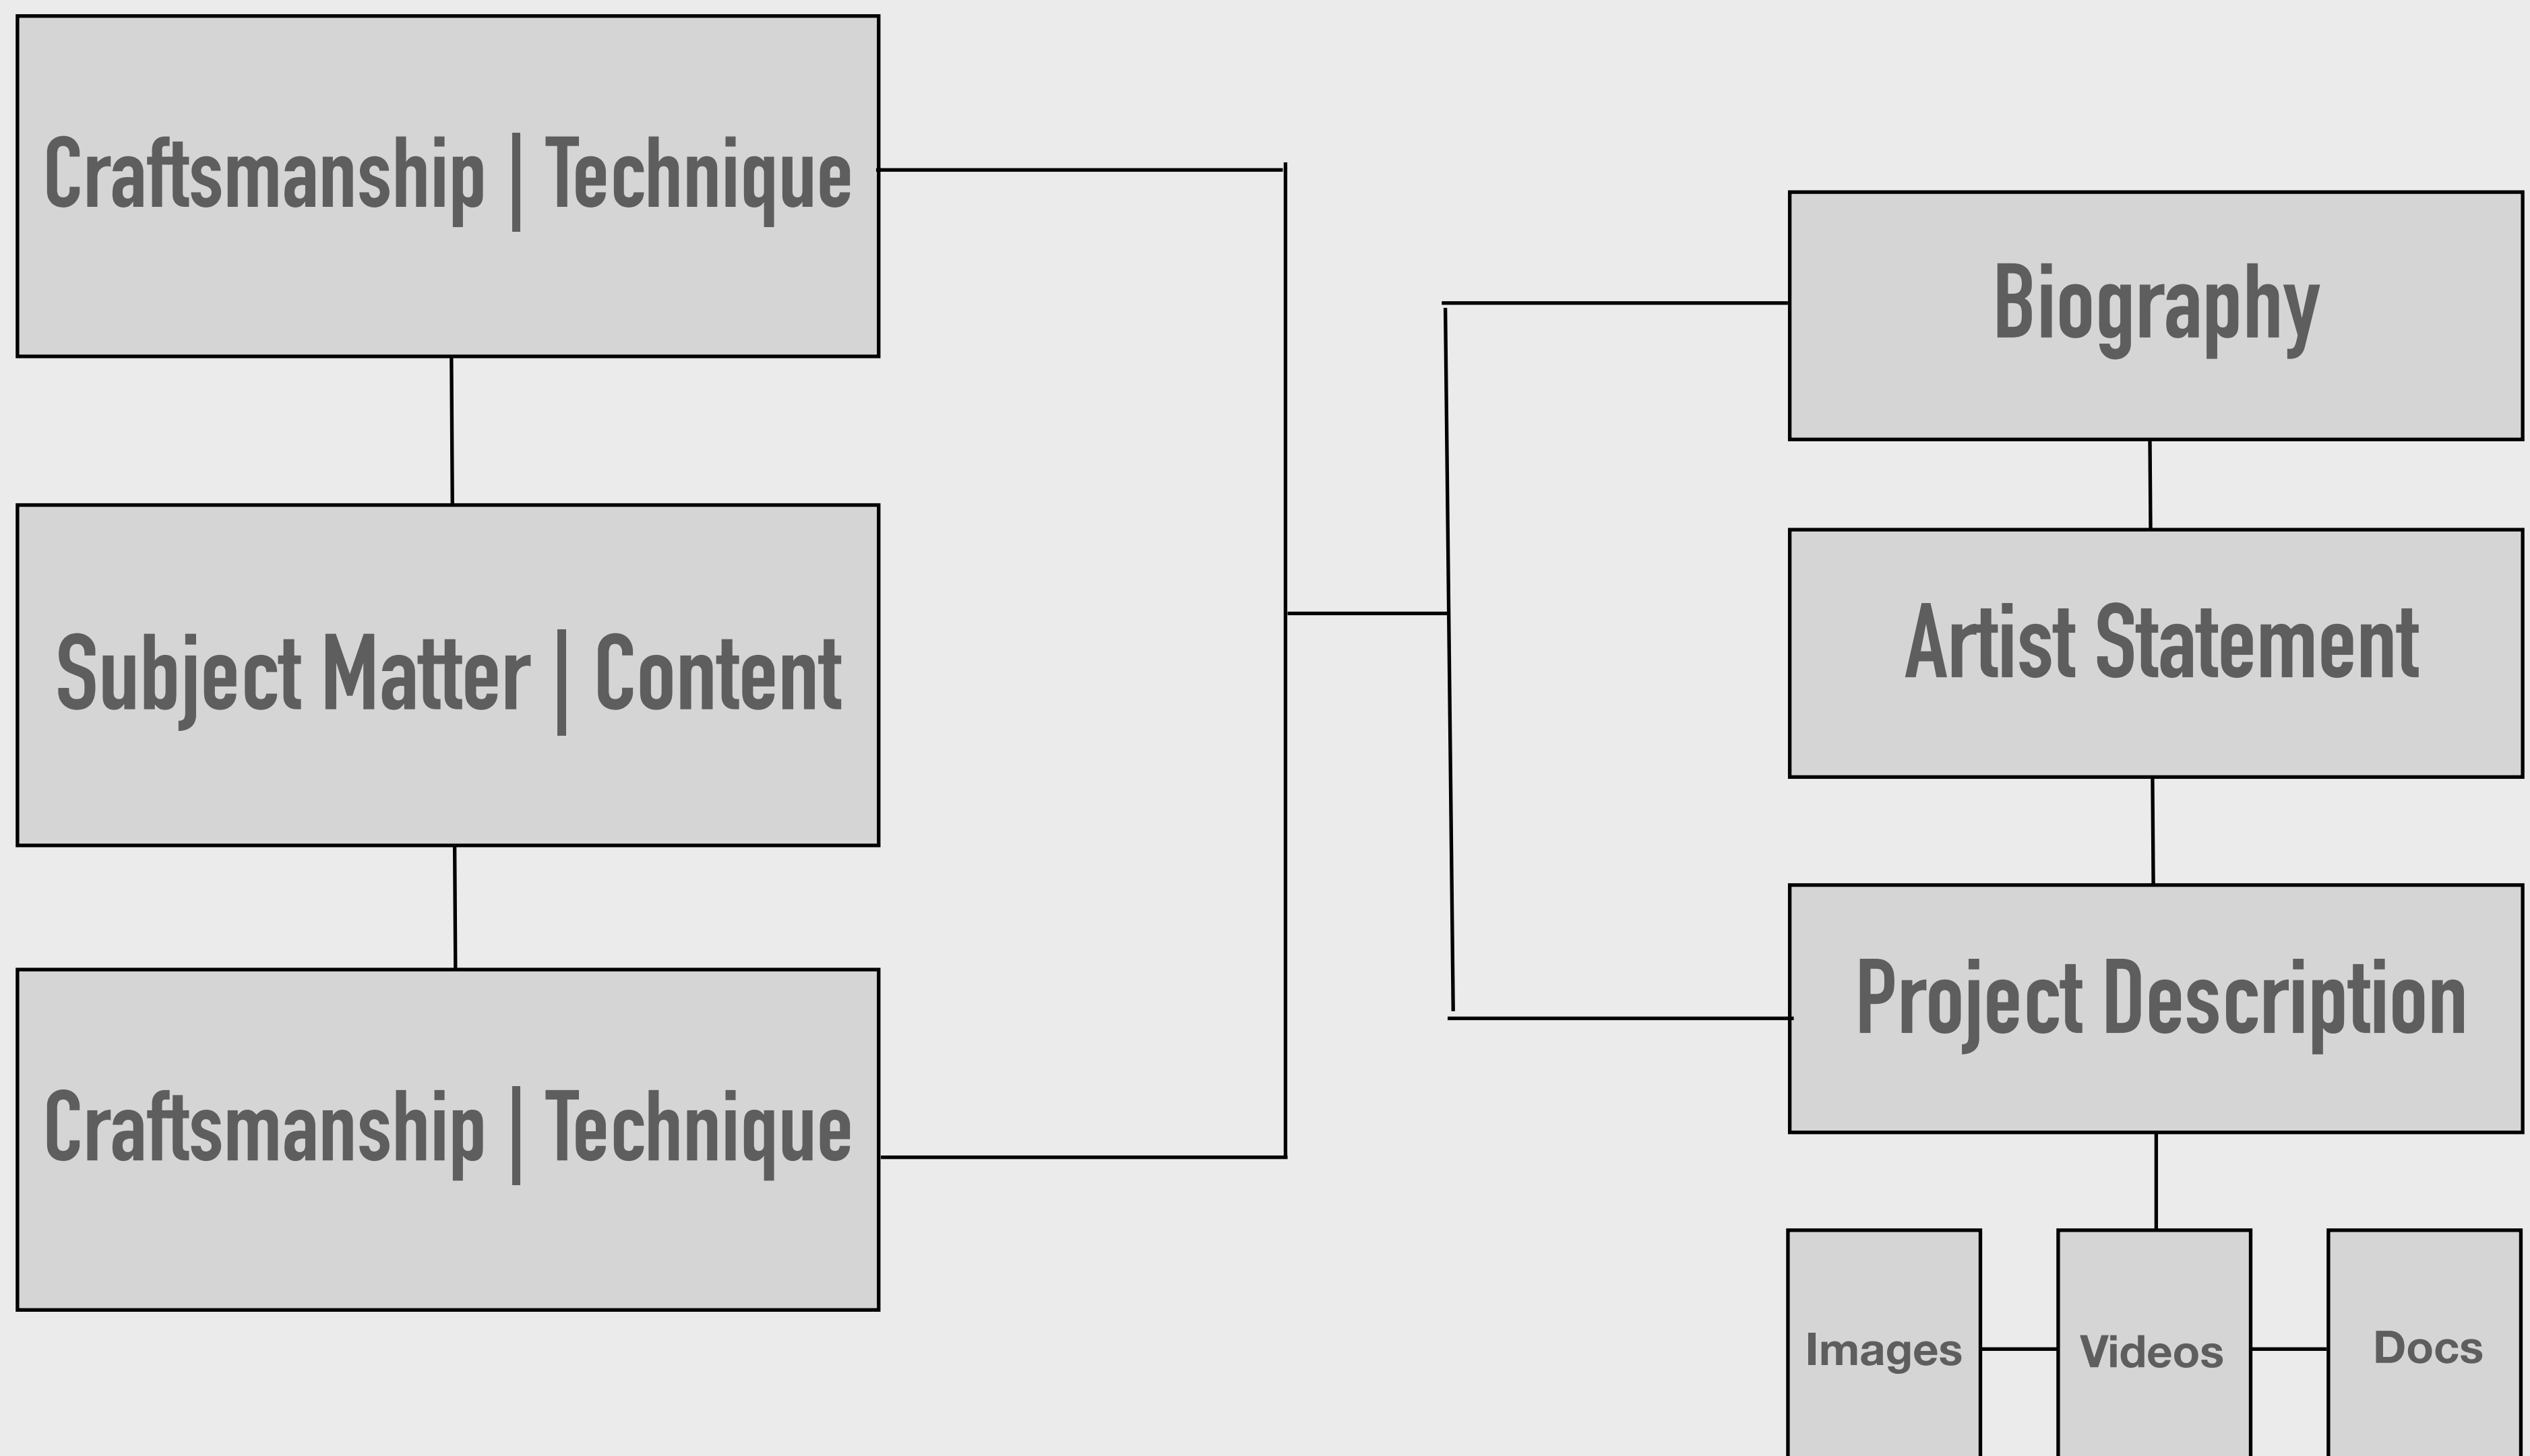 Craftsmanship | Technique
Subject Matter | Content
Craftsmanship | Technique
Biography
Artist Statement
Project Description
Images
Videos
Docs